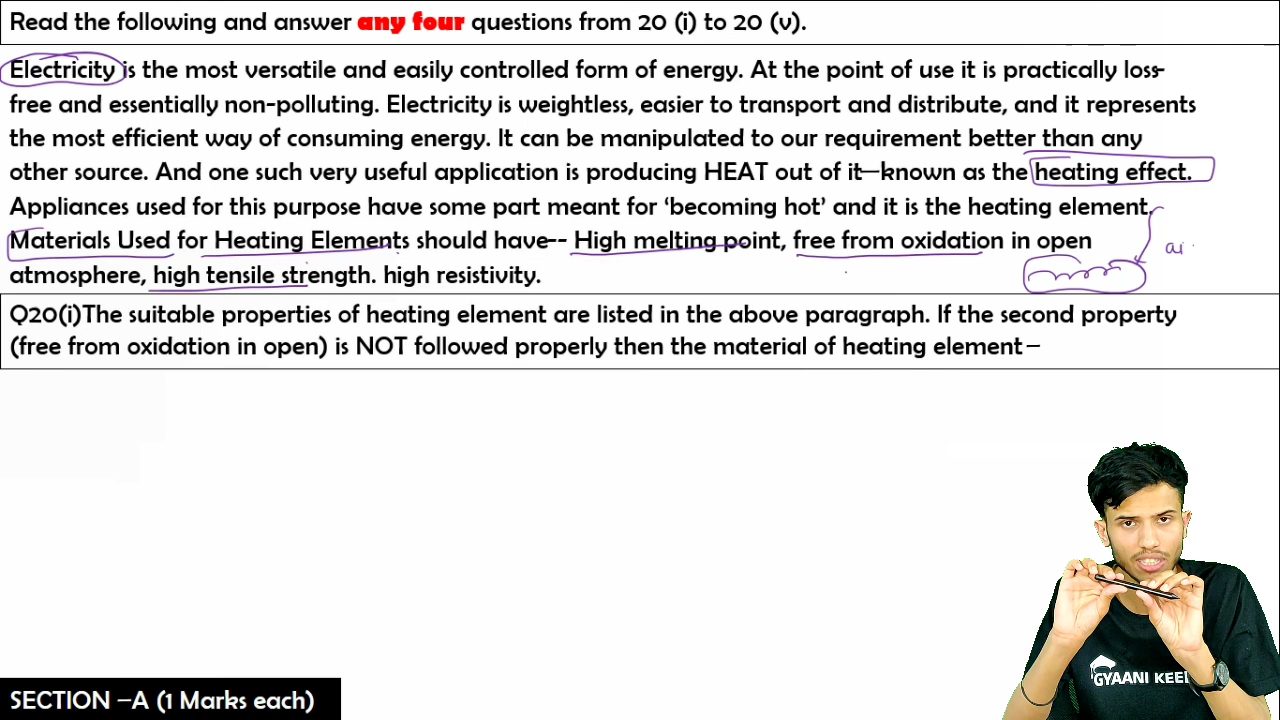 Read the following and answer any four questions from 20 (i) to 20 (v).
Electricity is the most versatile and easily controlled form of energy. At the point of use it is practically loss-
free and essentially non-polluting. Electricity is weightless, easier to transport and distribute, and it represents
the most efficient way of consuming energy. It can be manipulated to our requirement better than any
other source. And one such very useful application is producing HEAT out of it—known as the heating effect.
Appliances used for this purpose have some part meant for ‘becoming hot’ and it is the heating element.
Materials Used for Heating Elements should have-- High melting point, free from oxidation in open
atmosphere, high tensile strength. high resistivity.
Q20(i)The suitable properties of heating element are listed in the above paragraph. If the second property
(free from oxidation in open) is NOT followed properly then the material of heating element –
GYAANI KEE
SECTION –A (1 Marks each)